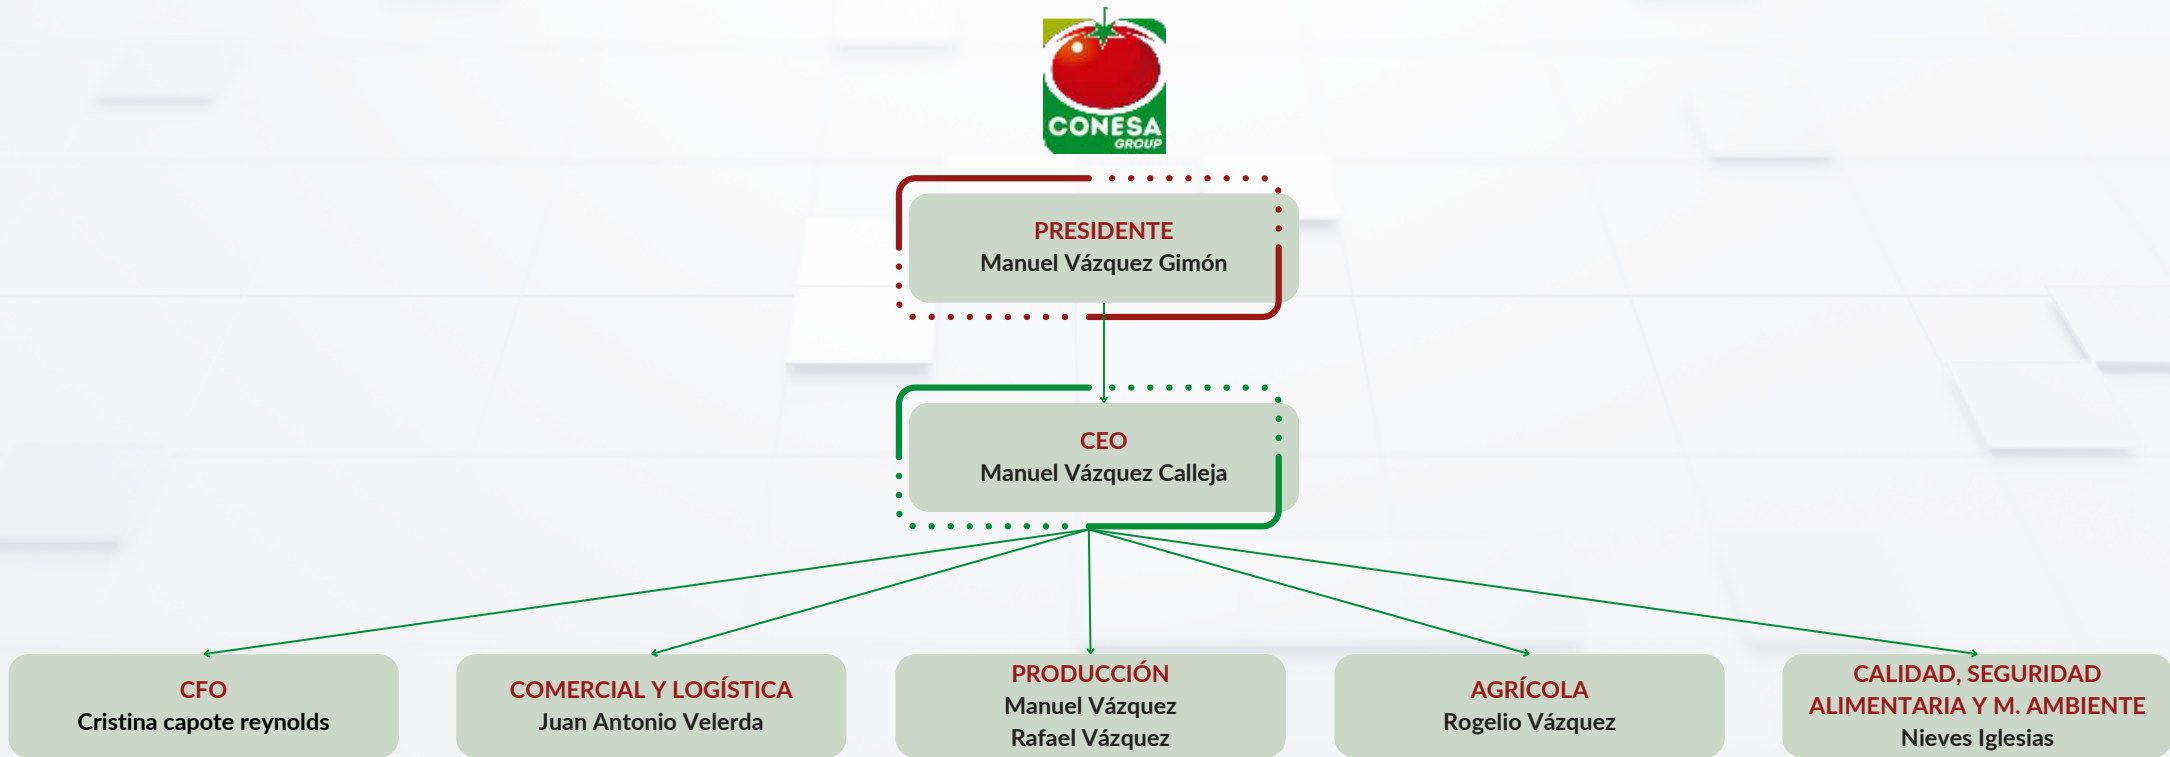 CONESA
GROUP
PRESIDENTE
Manuel Vázquez Gimón
CEO
Manuel Vázquez Calleja
CFO
Cristina capote reynolds
COMERCIAL Y LOGÍSTICA
Juan Antonio Velerda
PRODUCCIÓN
Manuel Vázquez
Rafael Vázquez
AGRÍCOLA
Rogelio Vázquez
CALIDAD, SEGURIDAD
ALIMENTARIA Y M. AMBIENTE
Nieves Iglesias